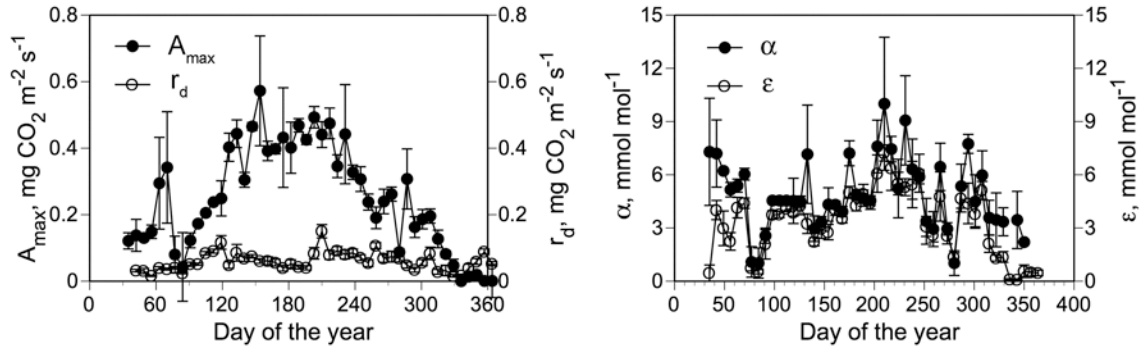 0.8
0.6
0.4
0.2
0
A_max, mg CO₂ m⁻² s⁻¹
A_max
r_d
0.8
0.6
0.4
0.2
0
r_d, mg CO₂ m⁻² s⁻¹
0 60 120 180 240 300 360
Day of the year
15
12
9
6
3
0
α, mmol mol⁻¹
α
ε
15
12
9
6
3
0
ε, mmol mol⁻¹
0 50 100 150 200 250 300 350 400
Day of the year